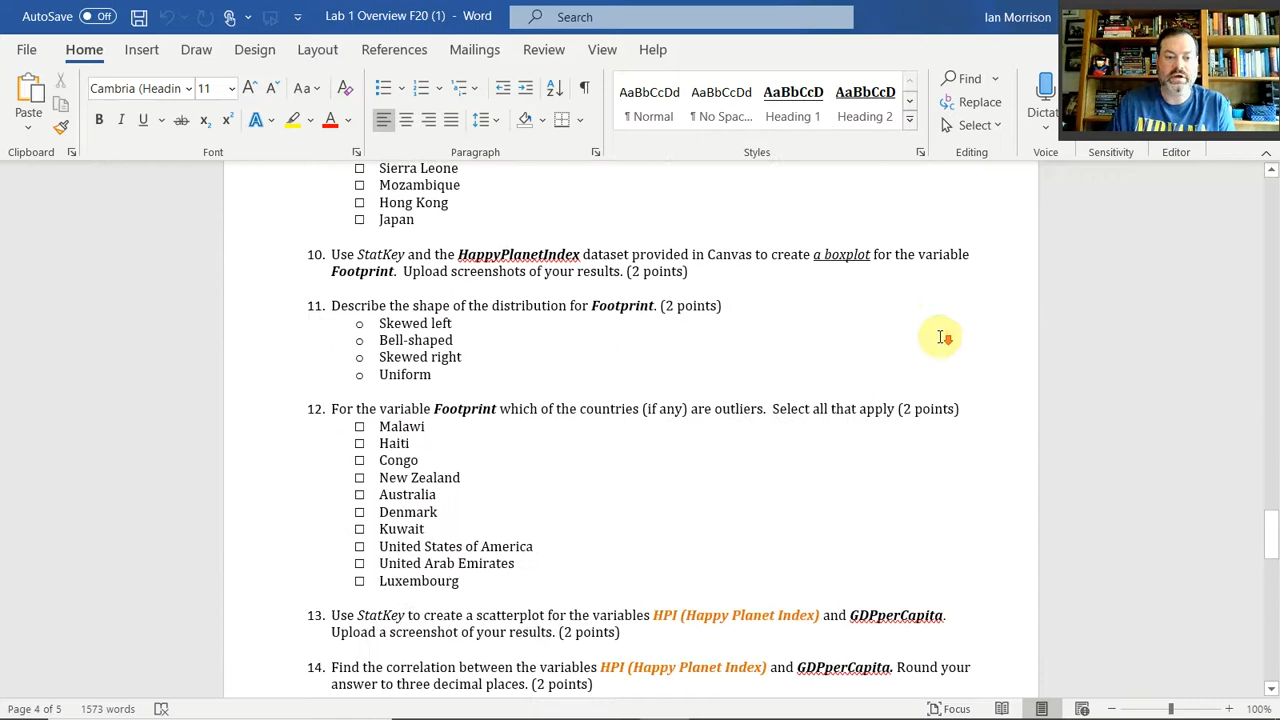 AutoSave Off Lab 1 Overview F20 (1) - Word Search Ian Morrison
File Home Insert Draw Design Layout References Mailings Review View Help
Cambria (Headin 11 A A Aa A AaBbCcDd AaBbCcDd AaBbCcD AaBbCcD Find
Paste B I U ab x₂ x² A A ¶ Normal ¶ No Spac... Heading 1 Heading 2 Replace Dictat
Select
Clipboard Font Paragraph Styles Editing Voice Sensitivity Editor
Sierra Leone
Mozambique
Hong Kong
Japan
10. Use StatKey and the HappyPlanetIndex dataset provided in Canvas to create a boxplot for the variable
Footprint. Upload screenshots of your results. (2 points)
11. Describe the shape of the distribution for Footprint. (2 points)
Skewed left
Bell-shaped
Skewed right
Uniform
12. For the variable Footprint which of the countries (if any) are outliers. Select all that apply (2 points)
Malawi
Haiti
Congo
New Zealand
Australia
Denmark
Kuwait
United States of America
United Arab Emirates
Luxembourg
13. Use StatKey to create a scatterplot for the variables HPI (Happy Planet Index) and GDPperCapita.
Upload a screenshot of your results. (2 points)
14. Find the correlation between the variables HPI (Happy Planet Index) and GDPperCapita. Round your
answer to three decimal places. (2 points)
Page 4 of 5 1573 words Focus 100%